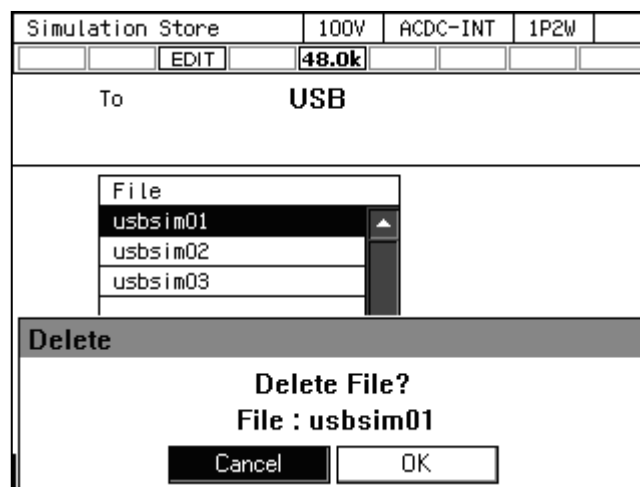 Simulation Store 100V ACDC-INT 1P2W
EDIT 48.0k
To USB
File
usbsim01
usbsim02
usbsim03
Delete
Delete File?
File : usbsim01
Cancel OK